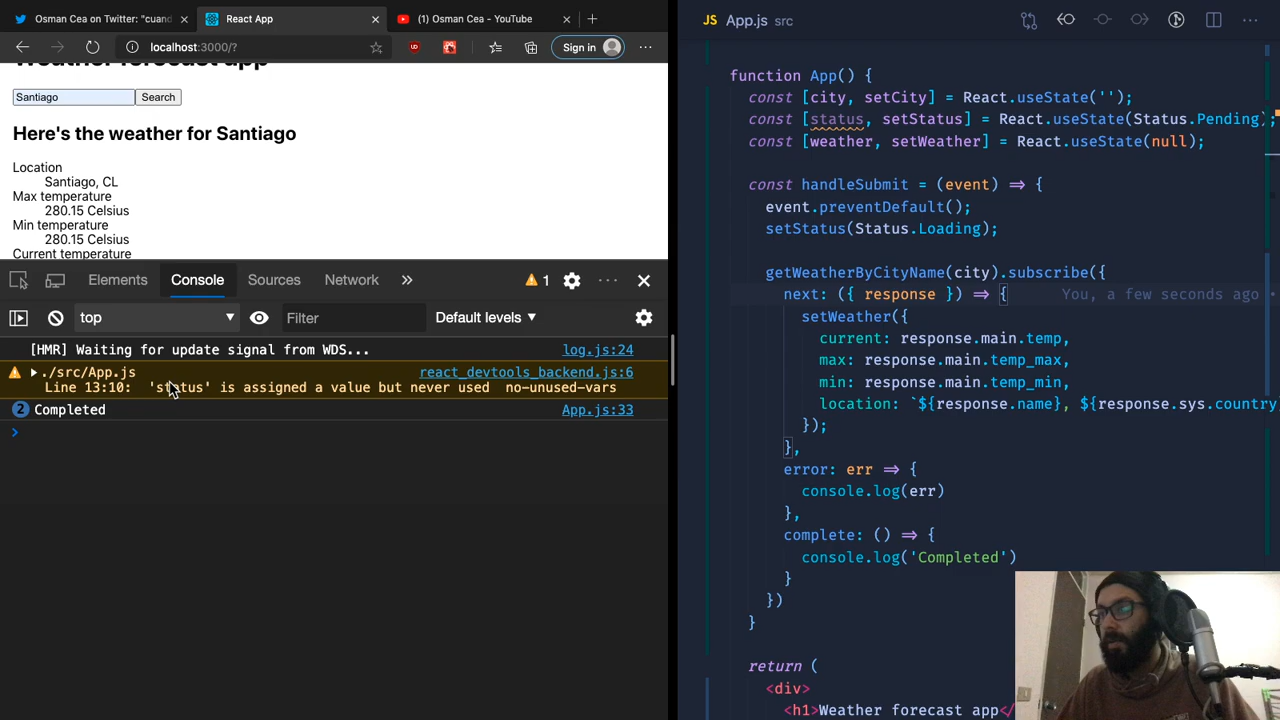 Osman Cea on Twitter: "cuand
React App
(1) Osman Cea - YouTube
localhost:3000/?
Sign in
Weather forecast app
Santiago
Search
Here's the weather for Santiago
Location
Santiago, CL
Max temperature
280.15 Celsius
Min temperature
280.15 Celsius
Current temperature
Elements
Console
Sources
Network
1
top
Filter
Default levels
[HMR] Waiting for update signal from WDS...
log.js:24
./src/App.js
react_devtools_backend.js:6
Line 13:10: 'status' is assigned a value but never used no-unused-vars
2 Completed
App.js:33
JS App.js src
function App() {
const [city, setCity] = React.useState('');
const [status, setStatus] = React.useState(Status.Pending);
const [weather, setWeather] = React.useState(null);
const handleSubmit = (event) => {
event.preventDefault();
setStatus(Status.Loading);
getWeatherByCityName(city).subscribe({
next: ({ response }) => {
You, a few seconds ago •
setWeather({
current: response.main.temp,
max: response.main.temp_max,
min: response.main.temp_min,
location: `${response.name}, ${response.sys.country
});
},
error: err => {
console.log(err)
},
complete: () => {
console.log('Completed')
}
})
}
return (
<div>
<h1>Weather forecast app</